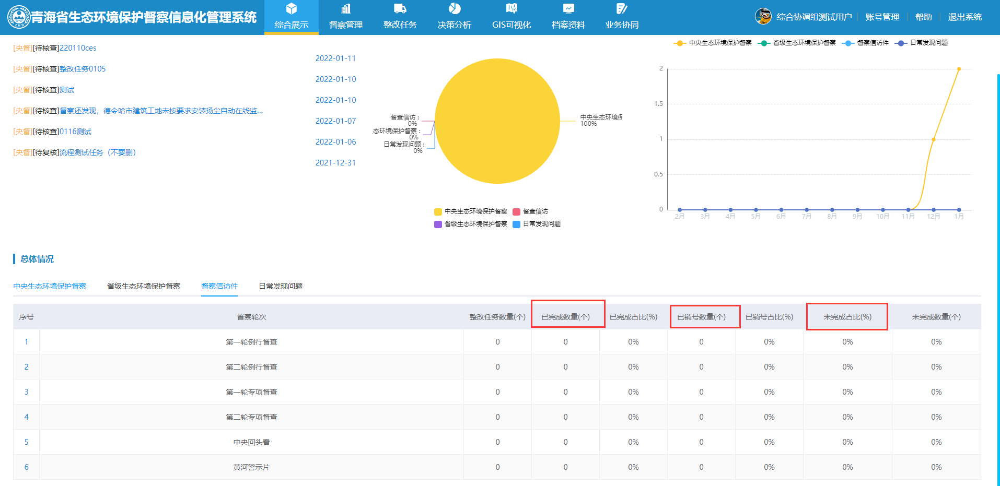 青海省生态环境保护督察信息化管理系统
综合展示
督察管理
整改任务
决策分析
GIS可视化
档案资料
业务协同
综合协调组测试用户
账号管理
帮助
退出系统
ZHB
[央督][待核查]220110ces
[央督][待核查]整改任务0105
[央督][待核查]测试
[央督][待核查]督察还发现，德令哈市建筑工地未按要求安装扬尘自动在线监...
[央督][待核查]0116测试
[央督][待复核]流程测试任务（不要删）
2022-01-11
2022-01-10
2022-01-10
2022-01-07
2022-01-06
2021-12-31
督查信访：
0%
态环境保护督察：
0%
日常发现问题：
0%
中央生态环境保
100%
中央生态环境保护督察 督查信访
省级生态环境保护督察 日常发现问题
中央生态环境保护督察 省级生态环境保护督察 督察信访件 日常发现问题
2
1.5
1
0.5
0
2月 3月 4月 5月 6月 7月 8月 9月 10月 11月 12月 1月
总体情况
中央生态环境保护督察 省级生态环境保护督察 督察信访件 日常发现问题
序号 督察轮次 整改任务数量(个) 已完成数量(个) 已完成占比(%) 已销号数量(个) 已销号占比(%) 未完成占比(%) 未完成数量(个)
1 第一轮例行督查 0 0 0% 0 0% 0% 0%
2 第二轮例行督查 0 0 0% 0 0% 0% 0%
3 第一轮专项督查 0 0 0% 0 0% 0% 0%
4 第二轮专项督查 0 0 0% 0 0% 0% 0%
5 中央回头看 0 0 0% 0 0% 0% 0%
6 黄河警示片 0 0 0% 0 0% 0% 0%